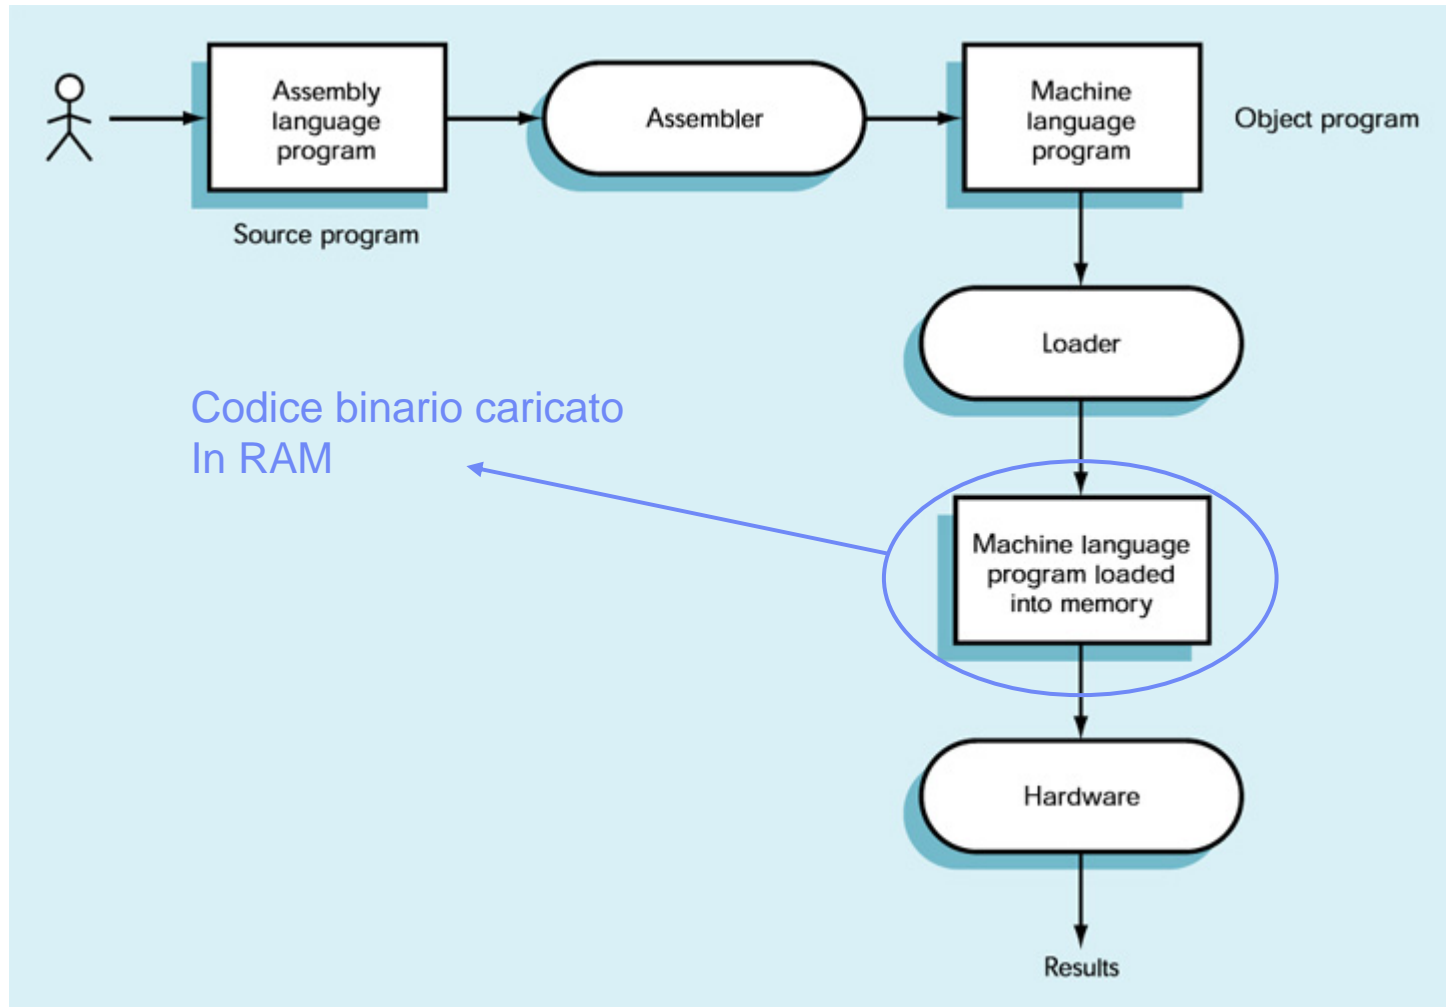 Assembly
language
program
Source program
Assembler
Machine
language
program
Object program
Loader
Codice binario caricato
In RAM
Machine language
program loaded
into memory
Hardware
Results